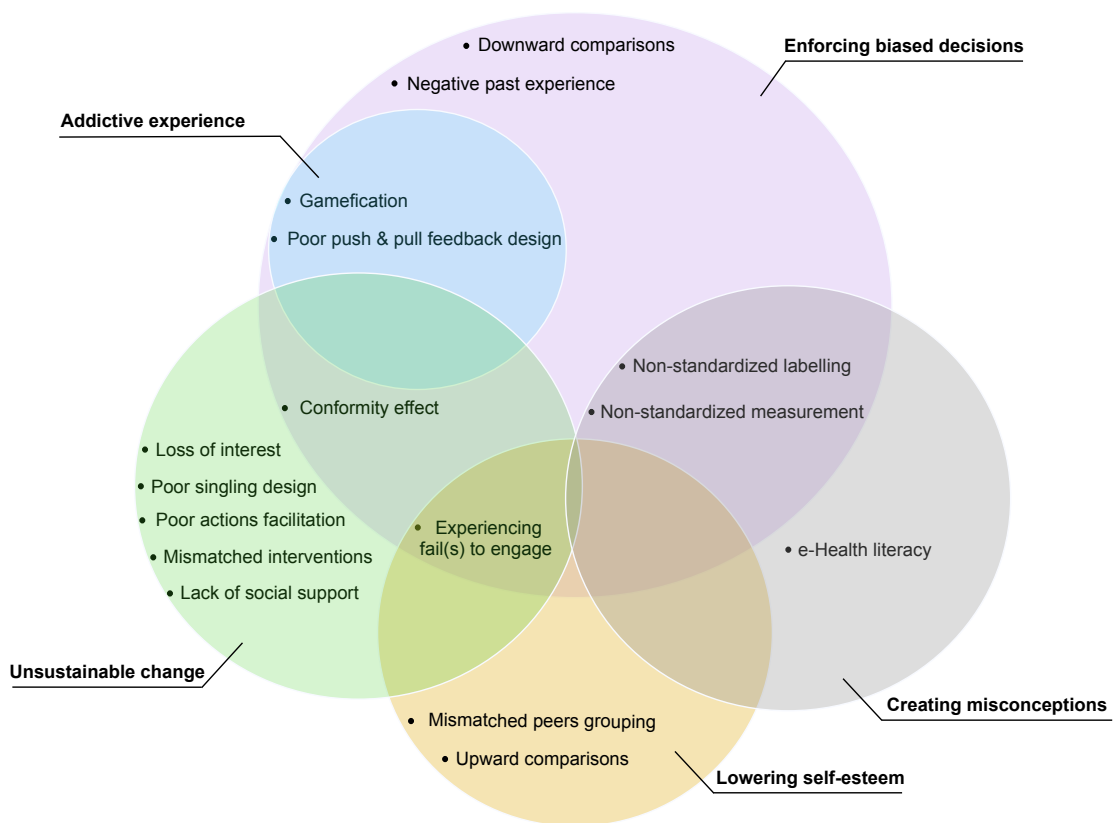 Downward comparisons
Enforcing biased decisions
Negative past experience
Addictive experience
Gamefication
Poor push & pull feedback design
Non-standardized labelling
Conformity effect
Non-standardized measurement
Loss of interest
Poor singling design
Poor actions facilitation
Experiencing
fail(s) to engage
Mismatched interventions
e-Health literacy
Lack of social support
Unsustainable change
Creating misconceptions
Mismatched peers grouping
Upward comparisons
Lowering self-esteem